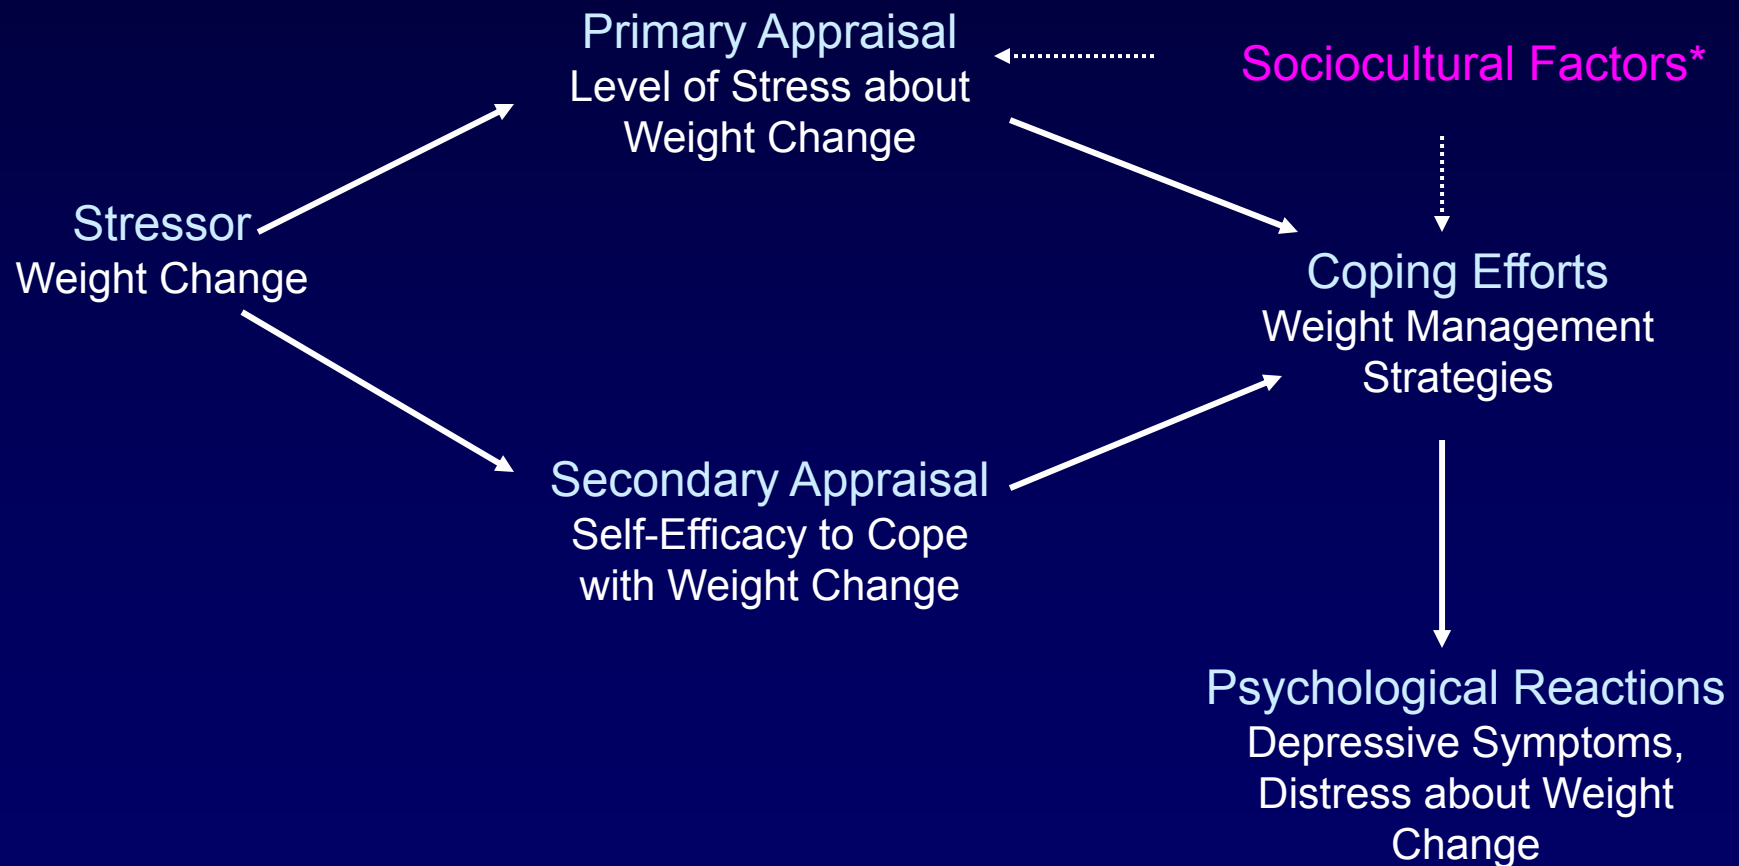 Primary Appraisal
Level of Stress about
Weight Change
Sociocultural Factors*
Stressor
Weight Change
Coping Efforts
Weight Management
Strategies
Secondary Appraisal
Self-Efficacy to Cope
with Weight Change
Psychological Reactions
Depressive Symptoms,
Distress about Weight
Change